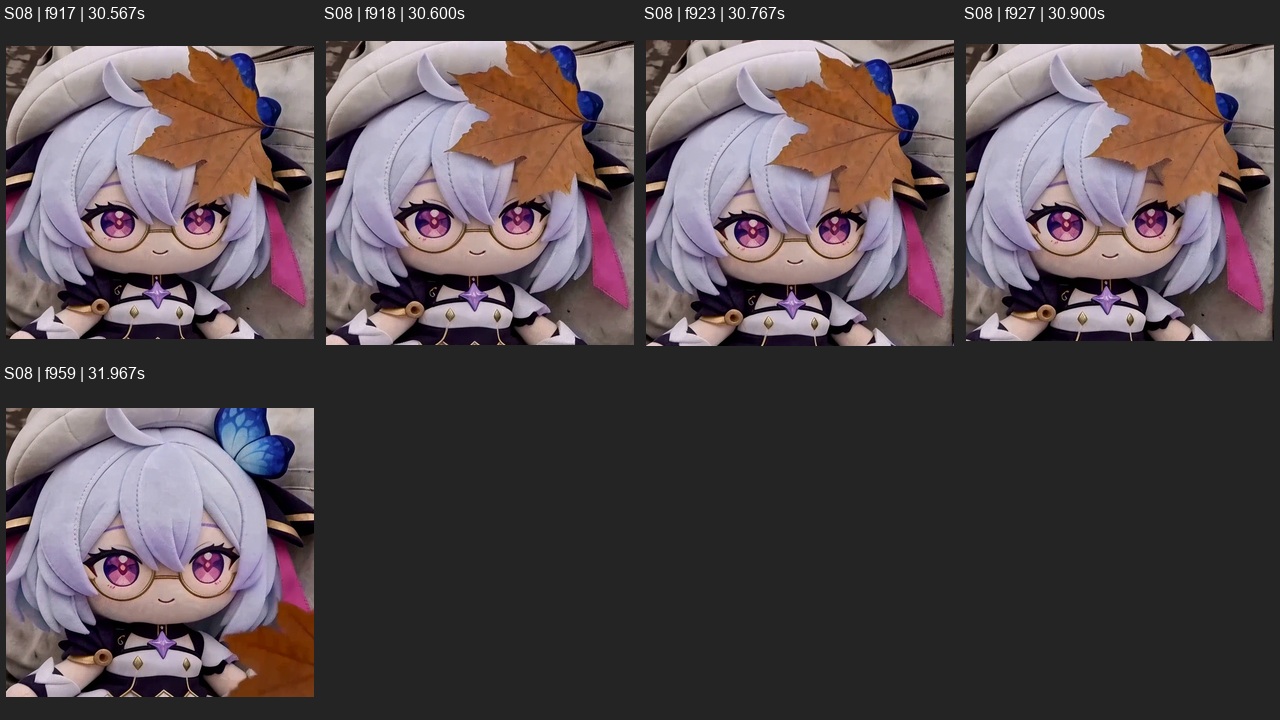 S08 | f917 | 30.567s
S08 | f918 | 30.600s
S08 | f923 | 30.767s
S08 | f927 | 30.900s
S08 | f959 | 31.967s